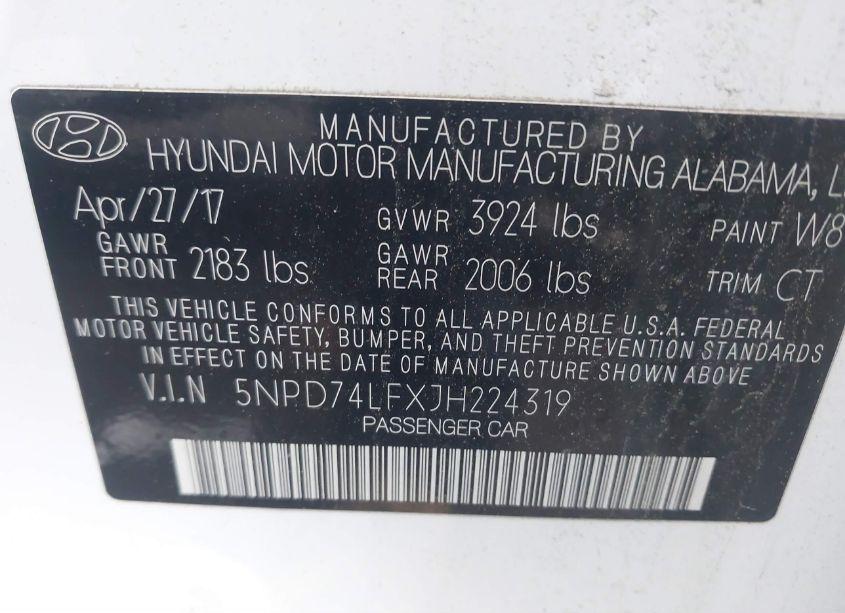 MANUFACTURED BY
HYUNDAI MOTOR MANUFACTURING ALABAMA,
Apr/27/17 GVWR 3924 lbs PAINT W8
GAWR FRONT 2183 lbs GAWR REAR 2006 lbs TRIM CT
THIS VEHICLE CONFORMS TO ALL APPLICABLE U.S.A. FEDERAL
MOTOR VEHICLE SAFETY, BUMPER, AND THEFT PREVENTION STANDARDS
IN EFFECT ON THE DATE OF MANUFACTURE SHOWN ABOVE
V.I.N 5NPD74LFXJH224319
PASSENGER CAR